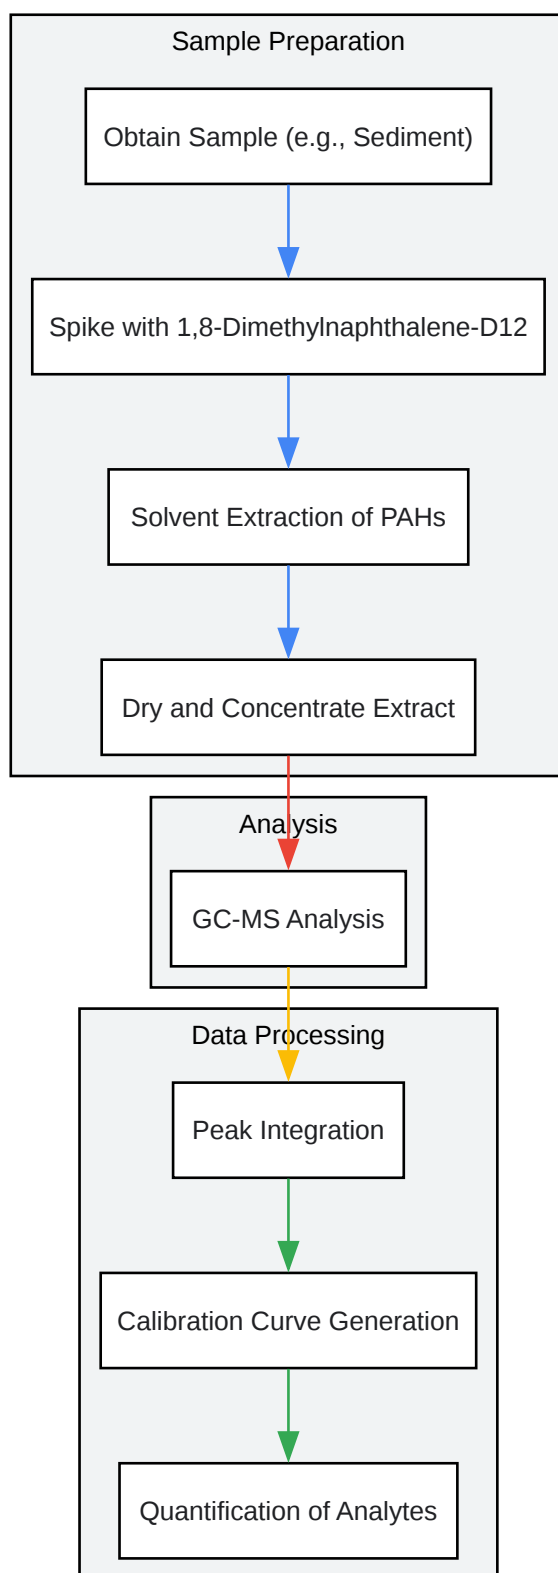 Sample Preparation
Obtain Sample (e.g., Sediment)
Spike with 1,8-Dimethylnaphthalene-D12
Solvent Extraction of PAHs
Dry and Concentrate Extract
Analysis
GC-MS Analysis
Data Processing
Peak Integration
Calibration Curve Generation
Quantification of Analytes